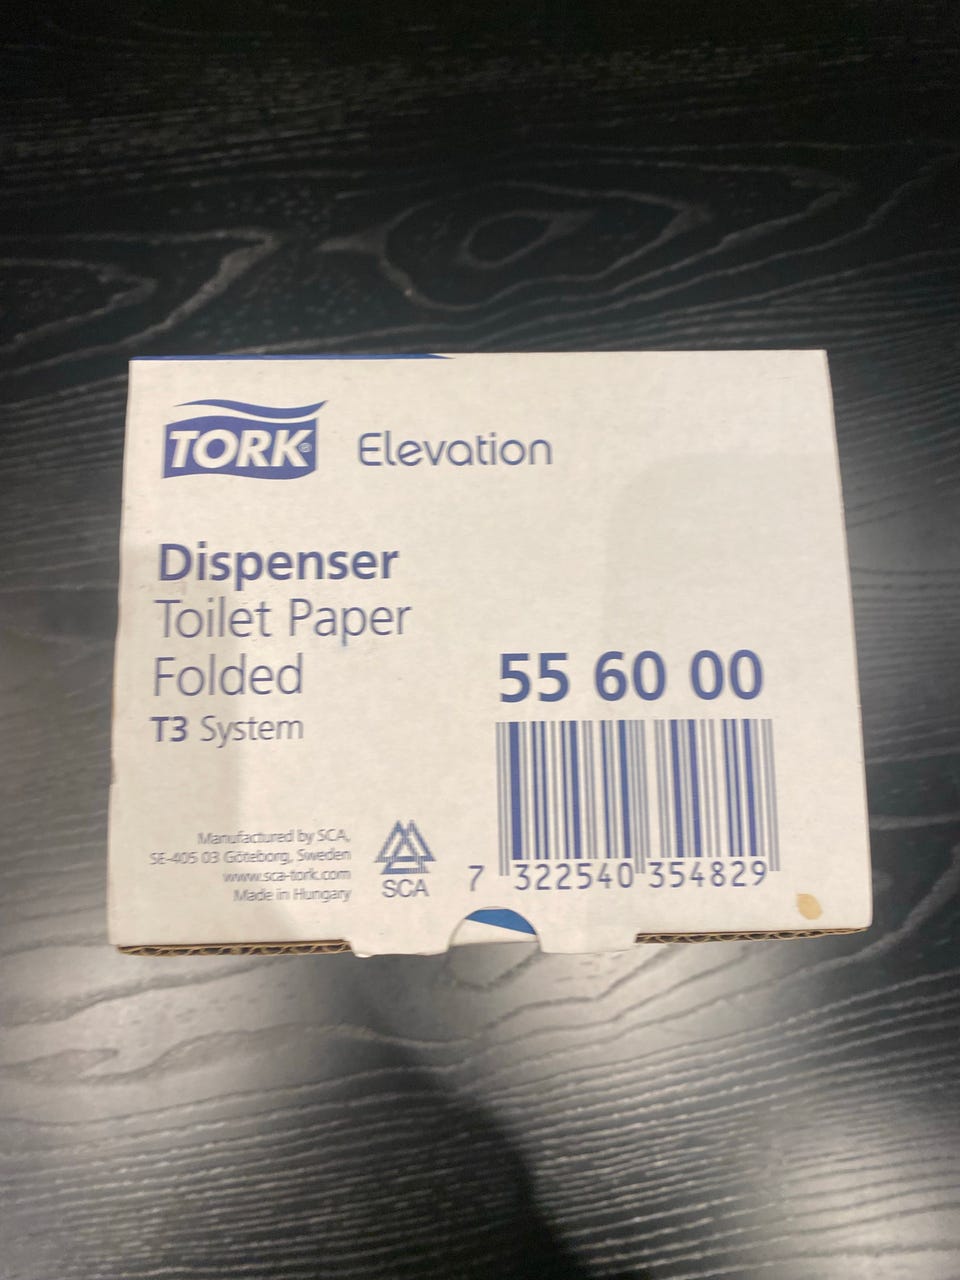 TORK®
Elevation
Dispenser
Toilet Paper
Folded
T3 System
55 60 00
7 322540 354829
Manufactured by SCA,
SE-405 03 Göteborg, Sweden
www.sca-tork.com
Made in Hungary
SCA